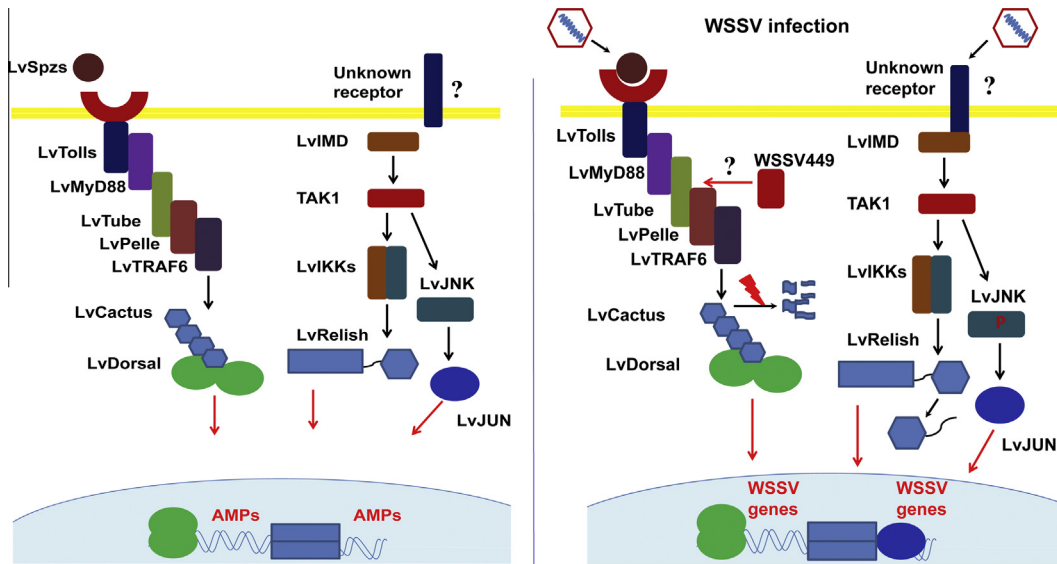 LvSpzs
Unknown
receptor
?
LvTolls
LvIMD
LvMyD88
TAK1
LvTube
LvPelle
LvTRAF6
LvIKKs
LvJNK
LvCactus
LvRelish
LvDorsal
LvJUN
AMPs
AMPs
WSSV infection
Unknown
receptor
?
LvTolls
LvIMD
LvMyD88
?
WSSV449
TAK1
LvTube
LvPelle
LvTRAF6
LvIKKs
LvJNK
P
LvCactus
LvRelish
LvDorsal
LvJUN
WSSV
genes
WSSV
genes